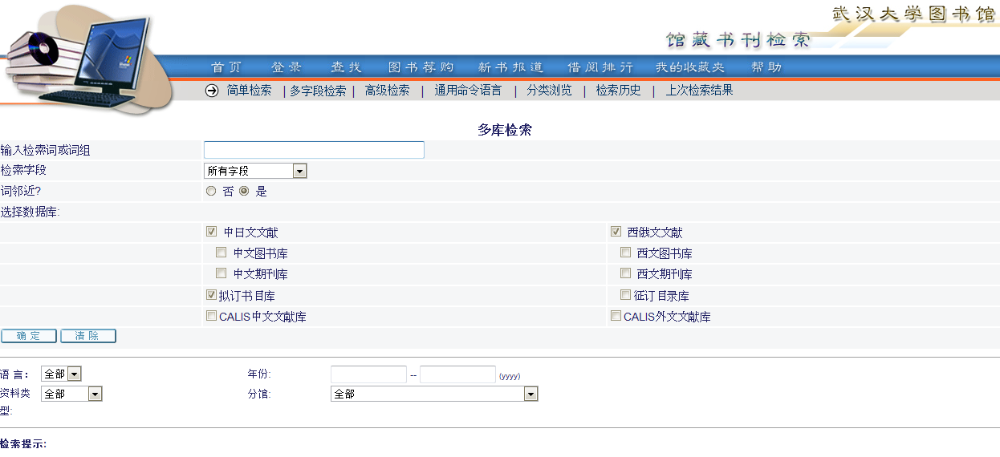 武汉大学图书馆
馆藏书刊检索
首页 登录 查找 图书荐购 新书报道 借阅排行 我的收藏夹 帮助
简单检索 | 多字段检索 | 高级检索 | 通用命令语言 | 分类浏览 | 检索历史 | 上次检索结果
多库检索
输入检索词或词组
检索字段 所有字段
词邻近? 否 是
选择数据库:
中日文文献 西俄文文献
中文图书库 西文图书库
中文期刊库 西文期刊库
拟订书目库 征订目录库
CALIS中文文献库 CALIS外文文献库
确定 清除
语言: 全部 年份: -- (yyyy)
资料类 全部 分馆: 全部
型:
检索提示: